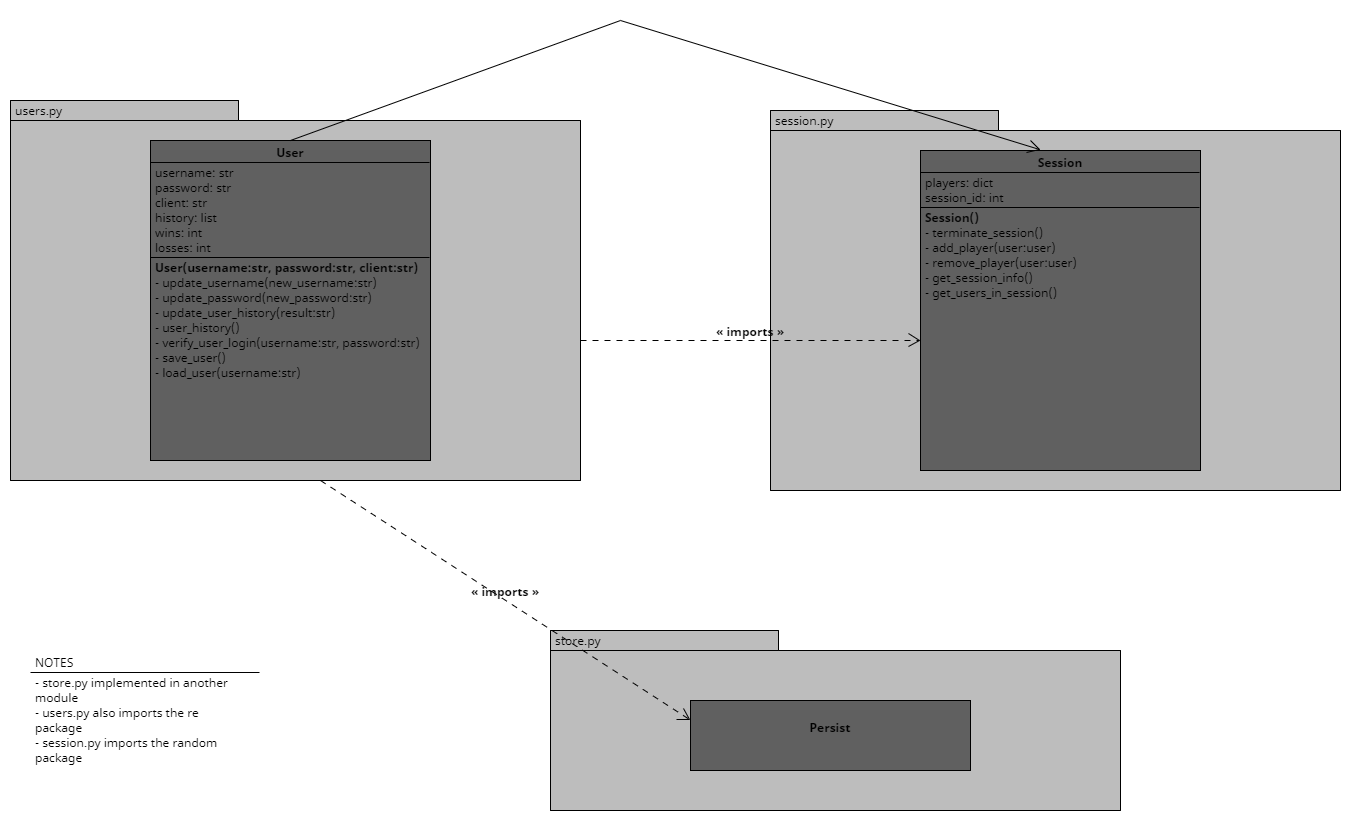 users.py
User
username: str
password: str
client: str
history: list
wins: int
losses: int
User(username:str, password:str, client:str)
- update_username(new_username:str)
- update_password(new_password:str)
- update_user_history(result:str)
- user_history()
- verify_user_login(username:str, password:str)
- save_user()
- load_user(username:str)
« imports »
session.py
Session
players: dict
session_id: int
Session()
- terminate_session()
- add_player(user:user)
- remove_player(user:user)
- get_session_info()
- get_users_in_session()
« imports »
store.py
Persist
NOTES
- store.py implemented in another
module
- users.py also imports the re
package
- session.py imports the random
package